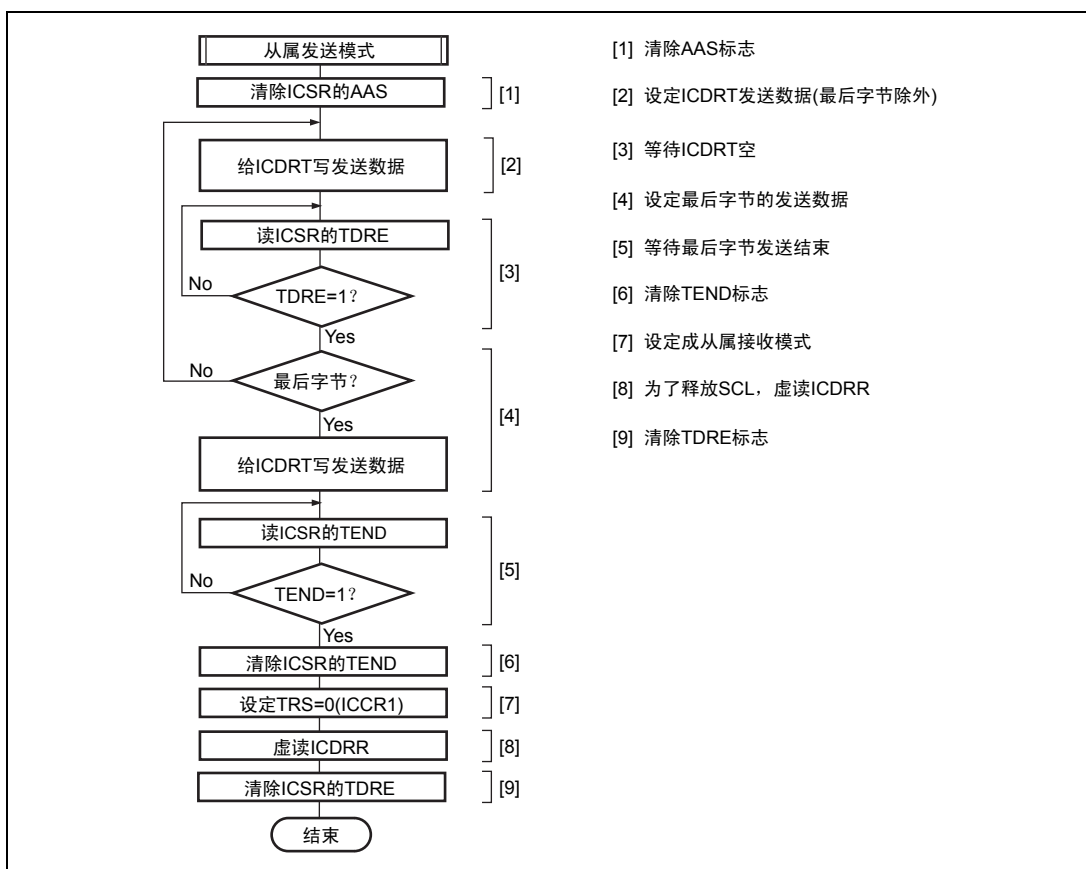 从属发送模式
清除ICSR的AAS
[1]
给ICDRT写发送数据
[2]
读ICSR的TDRE
[3]
No
TDRE=1?
Yes
No
最后字节?
[4]
Yes
给ICDRT写发送数据
读ICSR的TEND
[5]
No
TEND=1?
Yes
清除ICSR的TEND
[6]
设定TRS=0(ICCR1)
[7]
虚读ICDRR
[8]
清除ICSR的TDRE
[9]
结束
[1] 清除AAS标志
[2] 设定ICDRT发送数据(最后字节除外)
[3] 等待ICDRT空
[4] 设定最后字节的发送数据
[5] 等待最后字节发送结束
[6] 清除TEND标志
[7] 设定成从属接收模式
[8] 为了释放SCL，虚读ICDRR
[9] 清除TDRE标志